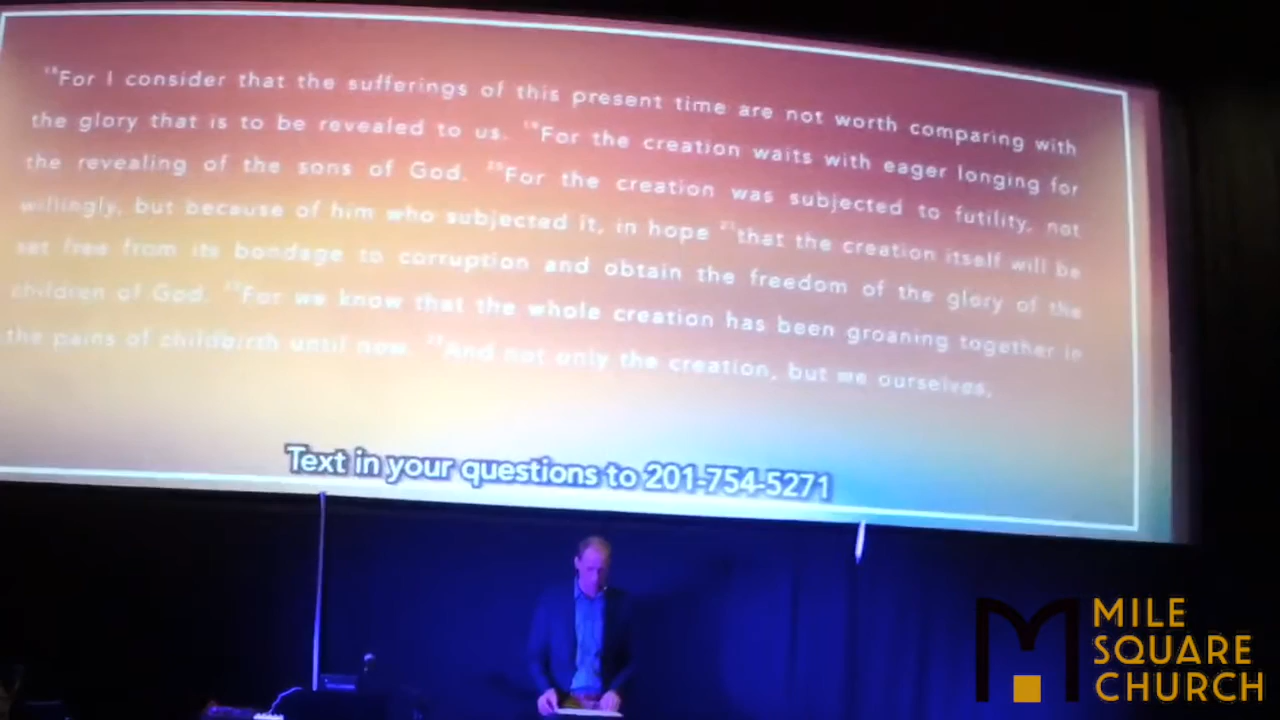 ¹⁸For I consider that the sufferings of this present time are not worth comparing with
the glory that is to be revealed to us. ¹⁹For the creation waits with eager longing for
the revealing of the sons of God. ²⁰For the creation was subjected to futility, not
willingly, but because of him who subjected it, in hope ²¹that the creation itself will be
set free from its bondage to corruption and obtain the freedom of the glory of the
children of God. ²²For we know that the whole creation has been groaning together in
the pains of childbirth until now. ²³And not only the creation, but we ourselves,
Text in your questions to 201-754-5271
MILE
SQUARE
CHURCH